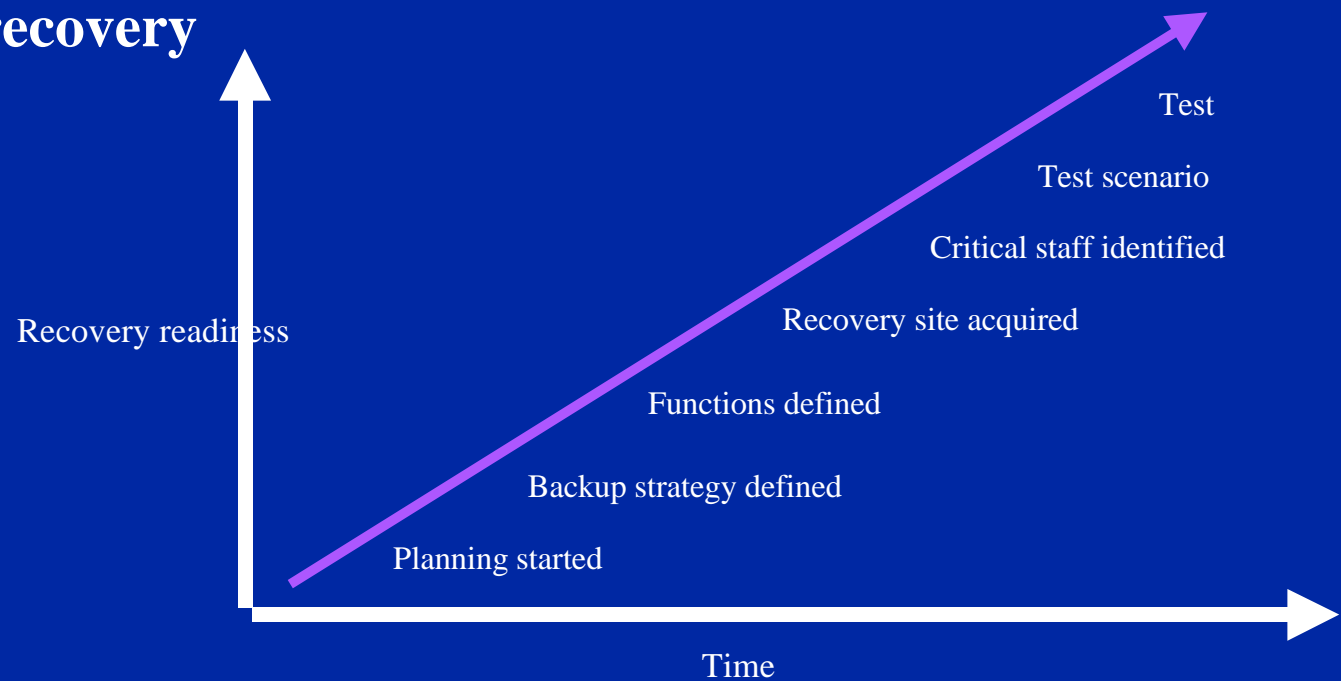 recovery
Test
Test scenario
Critical staff identified
Recovery site acquired
Recovery readiness
Functions defined
Backup strategy defined
Planning started
Time